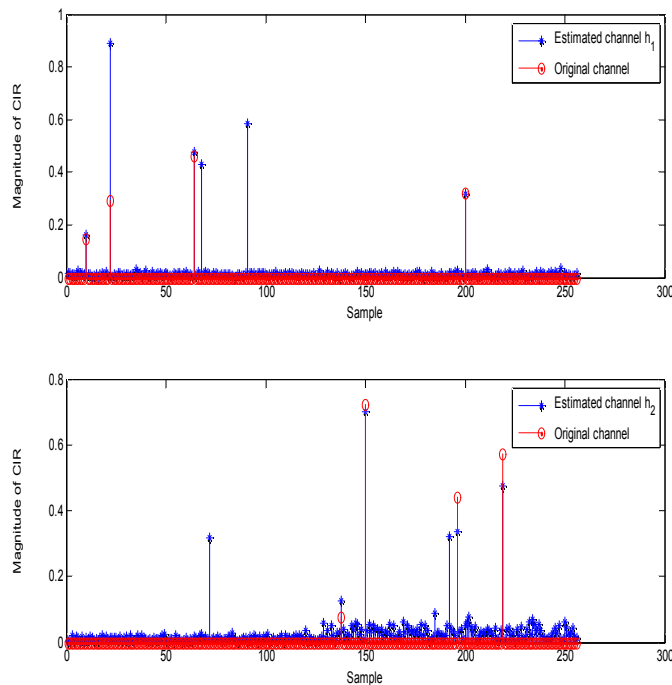 1
0.8
0.6
0.4
0.2
0
Magnitude of CIR
0 50 100 150 200 250 300
Sample
Estimated channel h1
Original channel
0.8
0.6
0.4
0.2
0
Magnitude of CIR
0 50 100 150 200 250 300
Sample
Estimated channel h2
Original channel